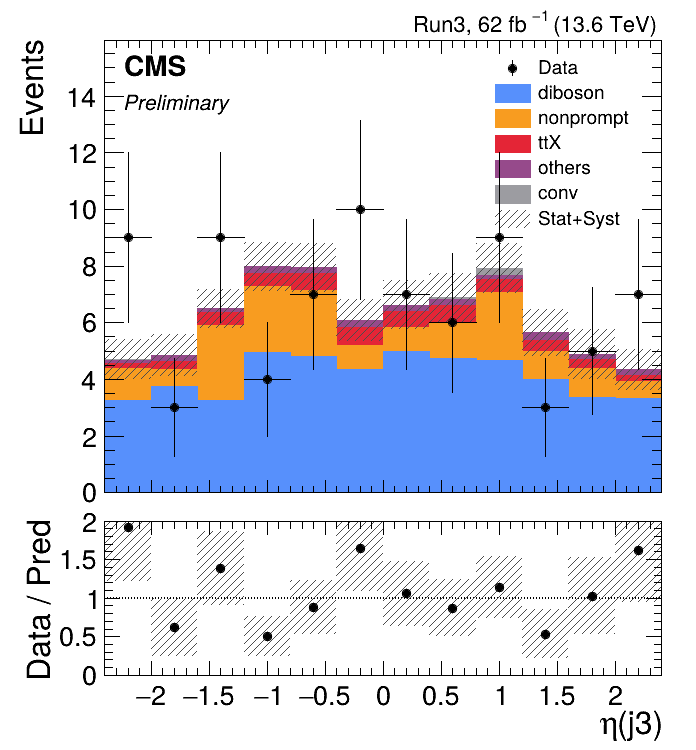 Run3, 62 fb⁻¹ (13.6 TeV)
CMS
Preliminary
Events
Data
diboson
nonprompt
ttX
others
conv
Stat+Syst
14
12
10
8
6
4
2
0
Data / Pred
2
1.5
1
0.5
0
−2 −1.5 −1 −0.5 0 0.5 1 1.5 2
η(j3)